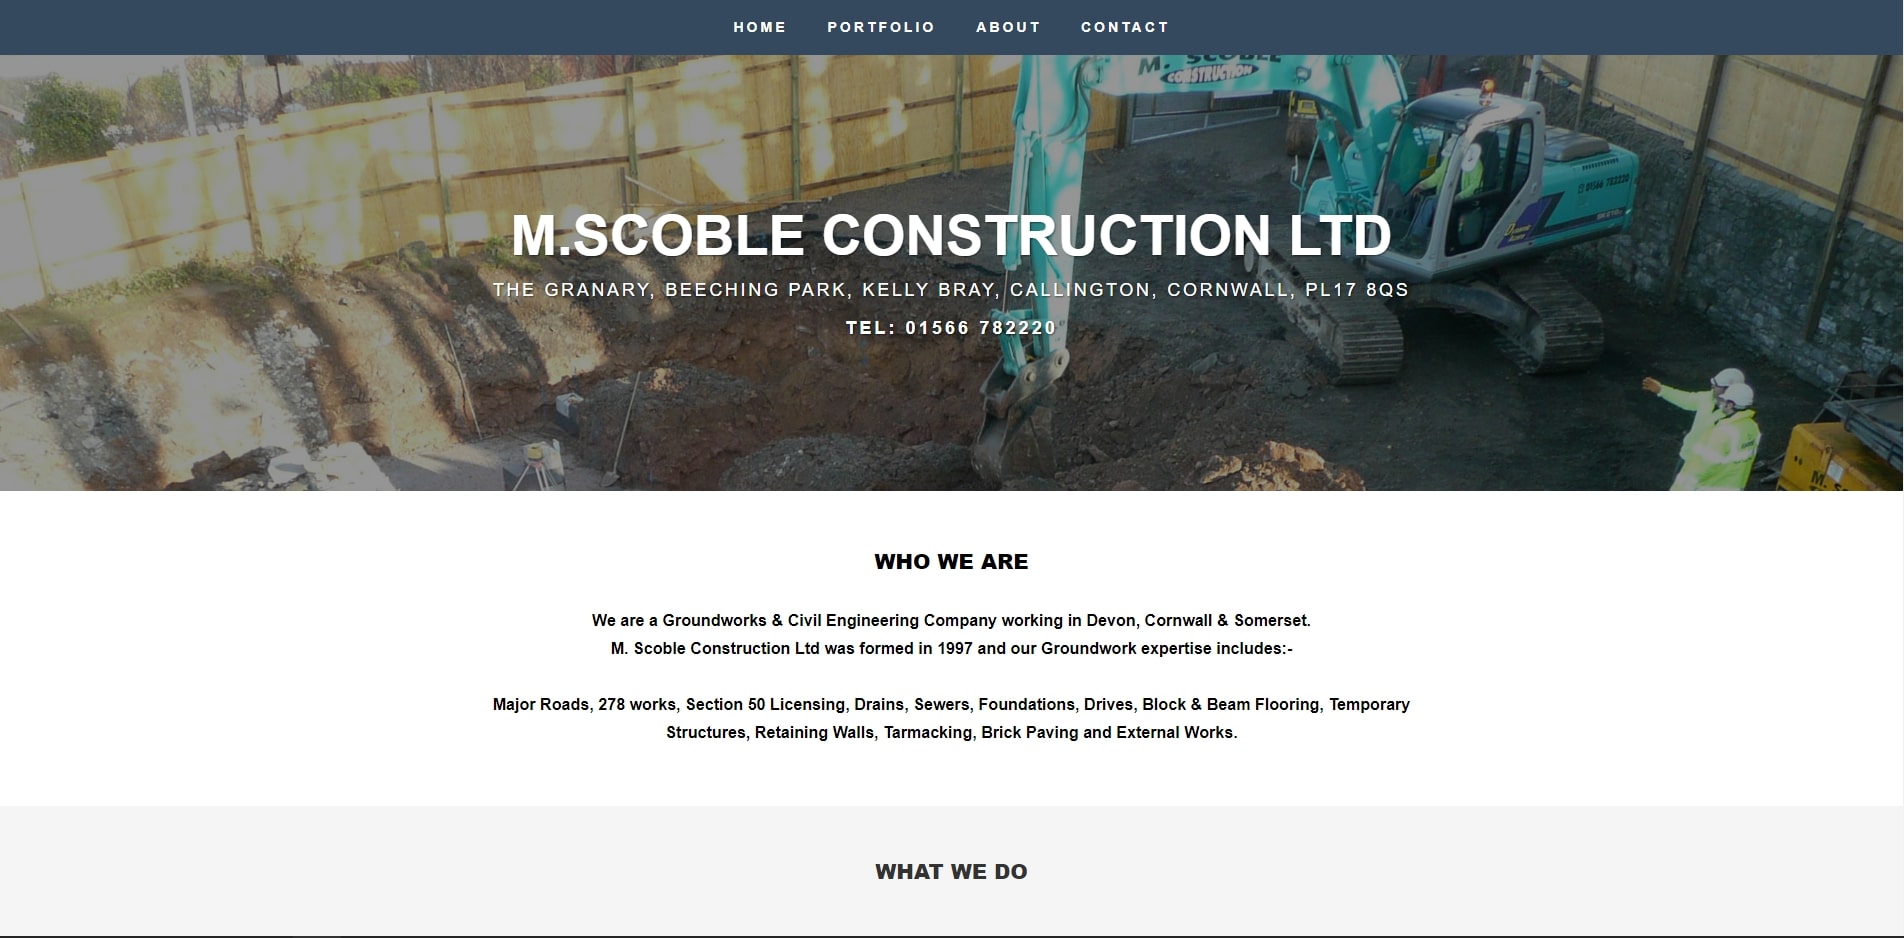 HOME PORTFOLIO ABOUT CONTACT
M. SCOBLE
CONSTRUCTION
01566 782220
M.SCOBLE CONSTRUCTION LTD
THE GRANARY, BEECHING PARK, KELLY BRAY, CALLINGTON, CORNWALL, PL17 8QS
TEL: 01566 782220
WHO WE ARE
We are a Groundworks & Civil Engineering Company working in Devon, Cornwall & Somerset.
M. Scoble Construction Ltd was formed in 1997 and our Groundwork expertise includes:-
Major Roads, 278 works, Section 50 Licensing, Drains, Sewers, Foundations, Drives, Block & Beam Flooring, Temporary
Structures, Retaining Walls, Tarmacking, Brick Paving and External Works.
WHAT WE DO